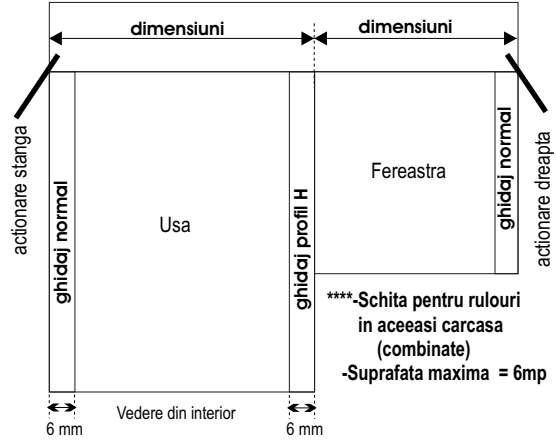 dimensiuni
dimensiuni
actionare stanga
ghidaj normal
Usa
ghidaj profil H
Fereastra
ghidaj normal
actionare dreapta
****-Schita pentru rulouri
in aceeasi carcasa
(combinate)
-Suprafata maxima = 6mp
6 mm
Vedere din interior
6 mm